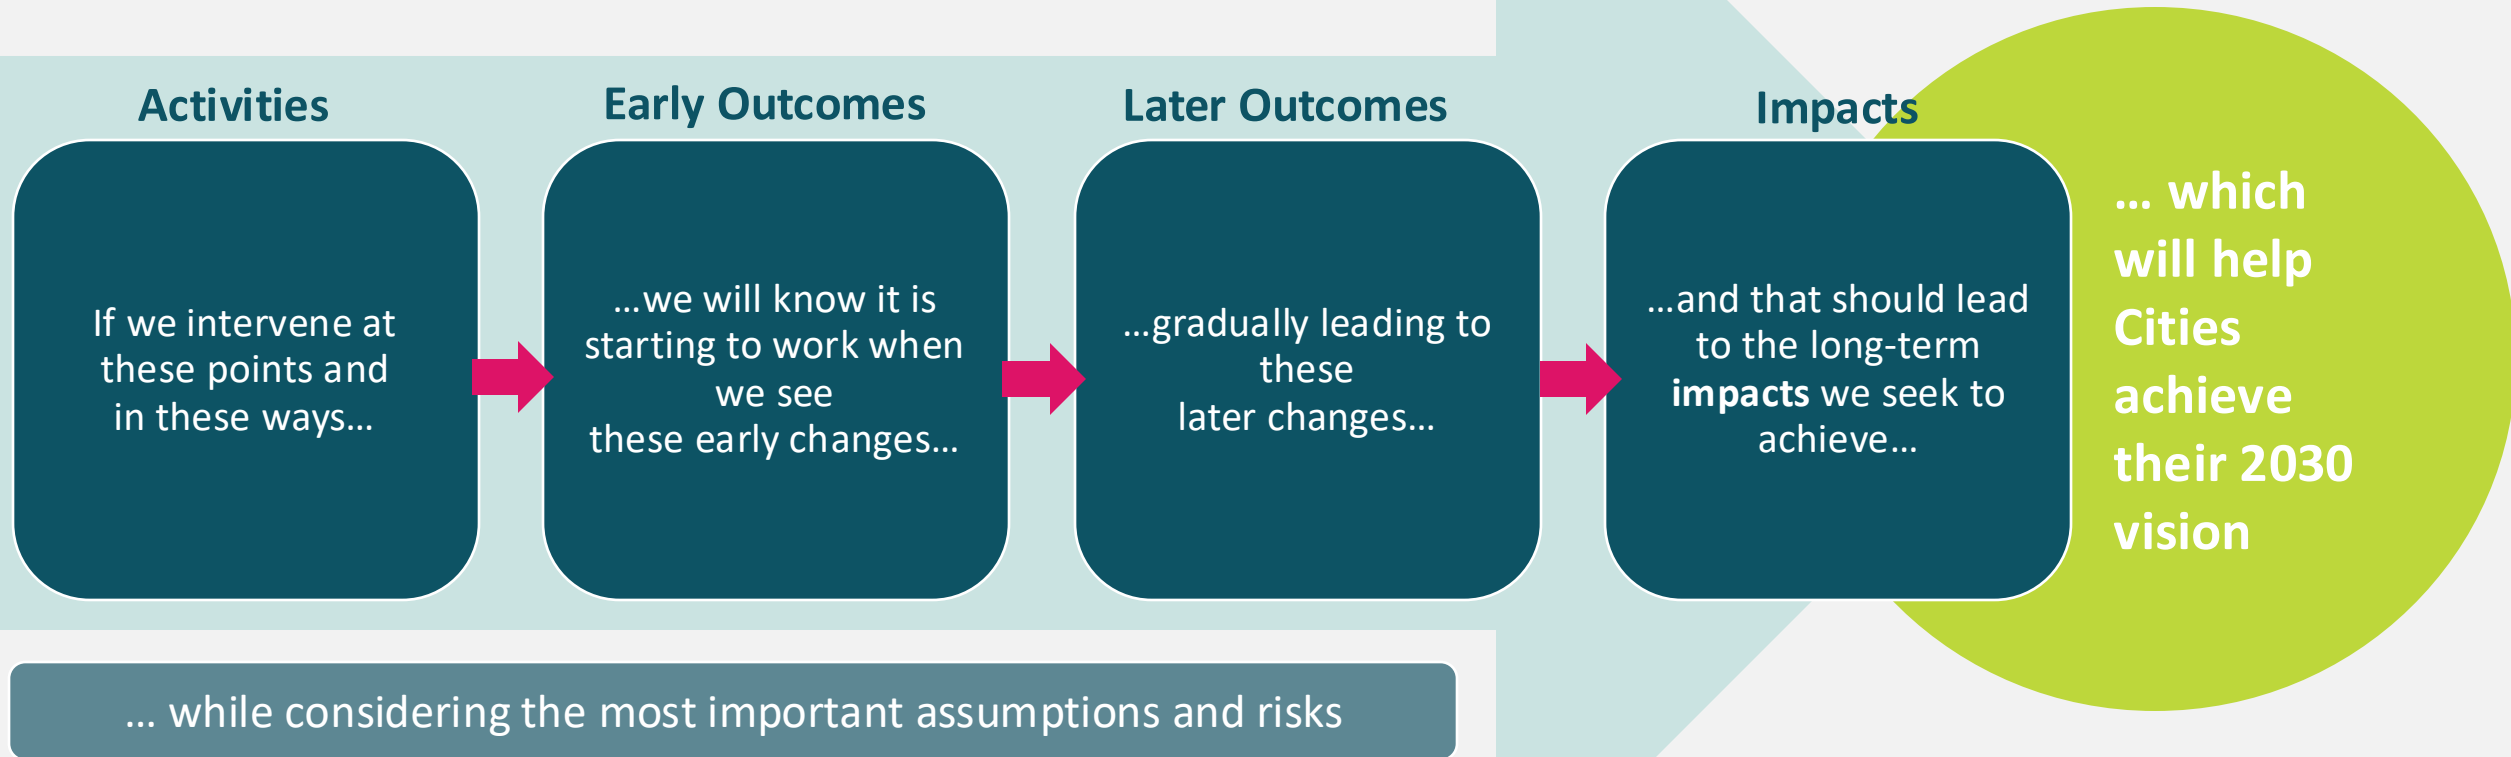 Activities
If we intervene at
these points and
in these ways...
Early Outcomes
...we will know it is
starting to work when
we see
these early changes...
Later Outcomes
...gradually leading to
these
later changes...
Impacts
...and that should lead
to the long-term
impacts we seek to
achieve...
... which
will help
Cities
achieve
their 2030
vision
... while considering the most important assumptions and risks